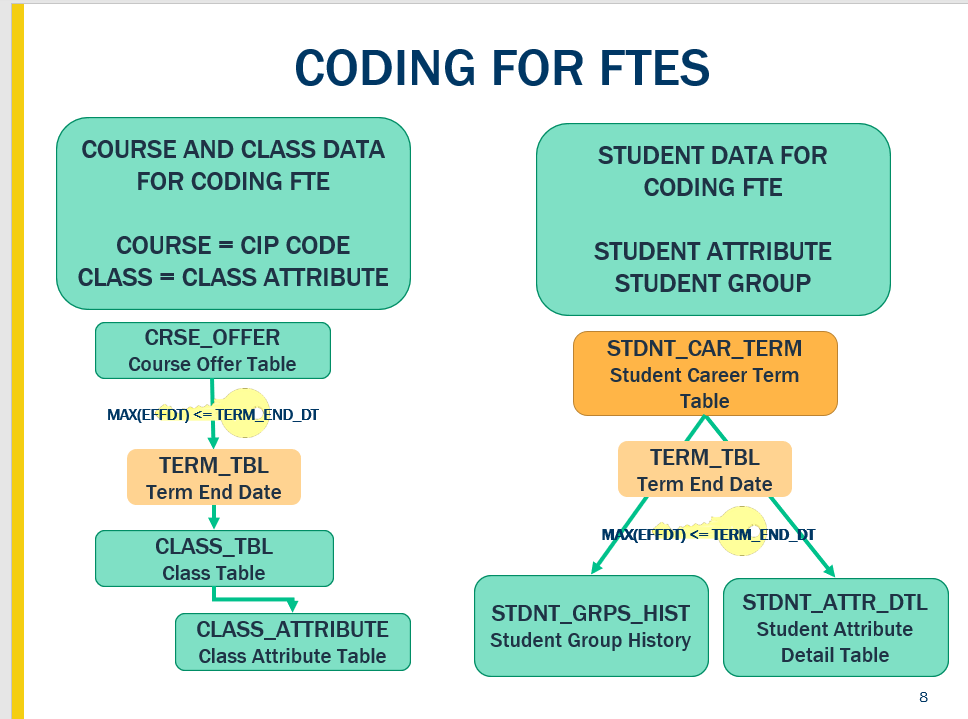 CODING FOR FTES
COURSE AND CLASS DATA
FOR CODING FTE
COURSE = CIP CODE
CLASS = CLASS ATTRIBUTE
CRSE_OFFER
Course Offer Table
MAX(EFFDT) <= TERM_END_DT
TERM_TBL
Term End Date
CLASS_TBL
Class Table
CLASS_ATTRIBUTE
Class Attribute Table
STUDENT DATA FOR
CODING FTE
STUDENT ATTRIBUTE
STUDENT GROUP
STDNT_CAR_TERM
Student Career Term
Table
TERM_TBL
Term End Date
MAX(EFFDT) <= TERM_END_DT
STDNT_GRPS_HIST
Student Group History
STDNT_ATTR_DTL
Student Attribute
Detail Table
8